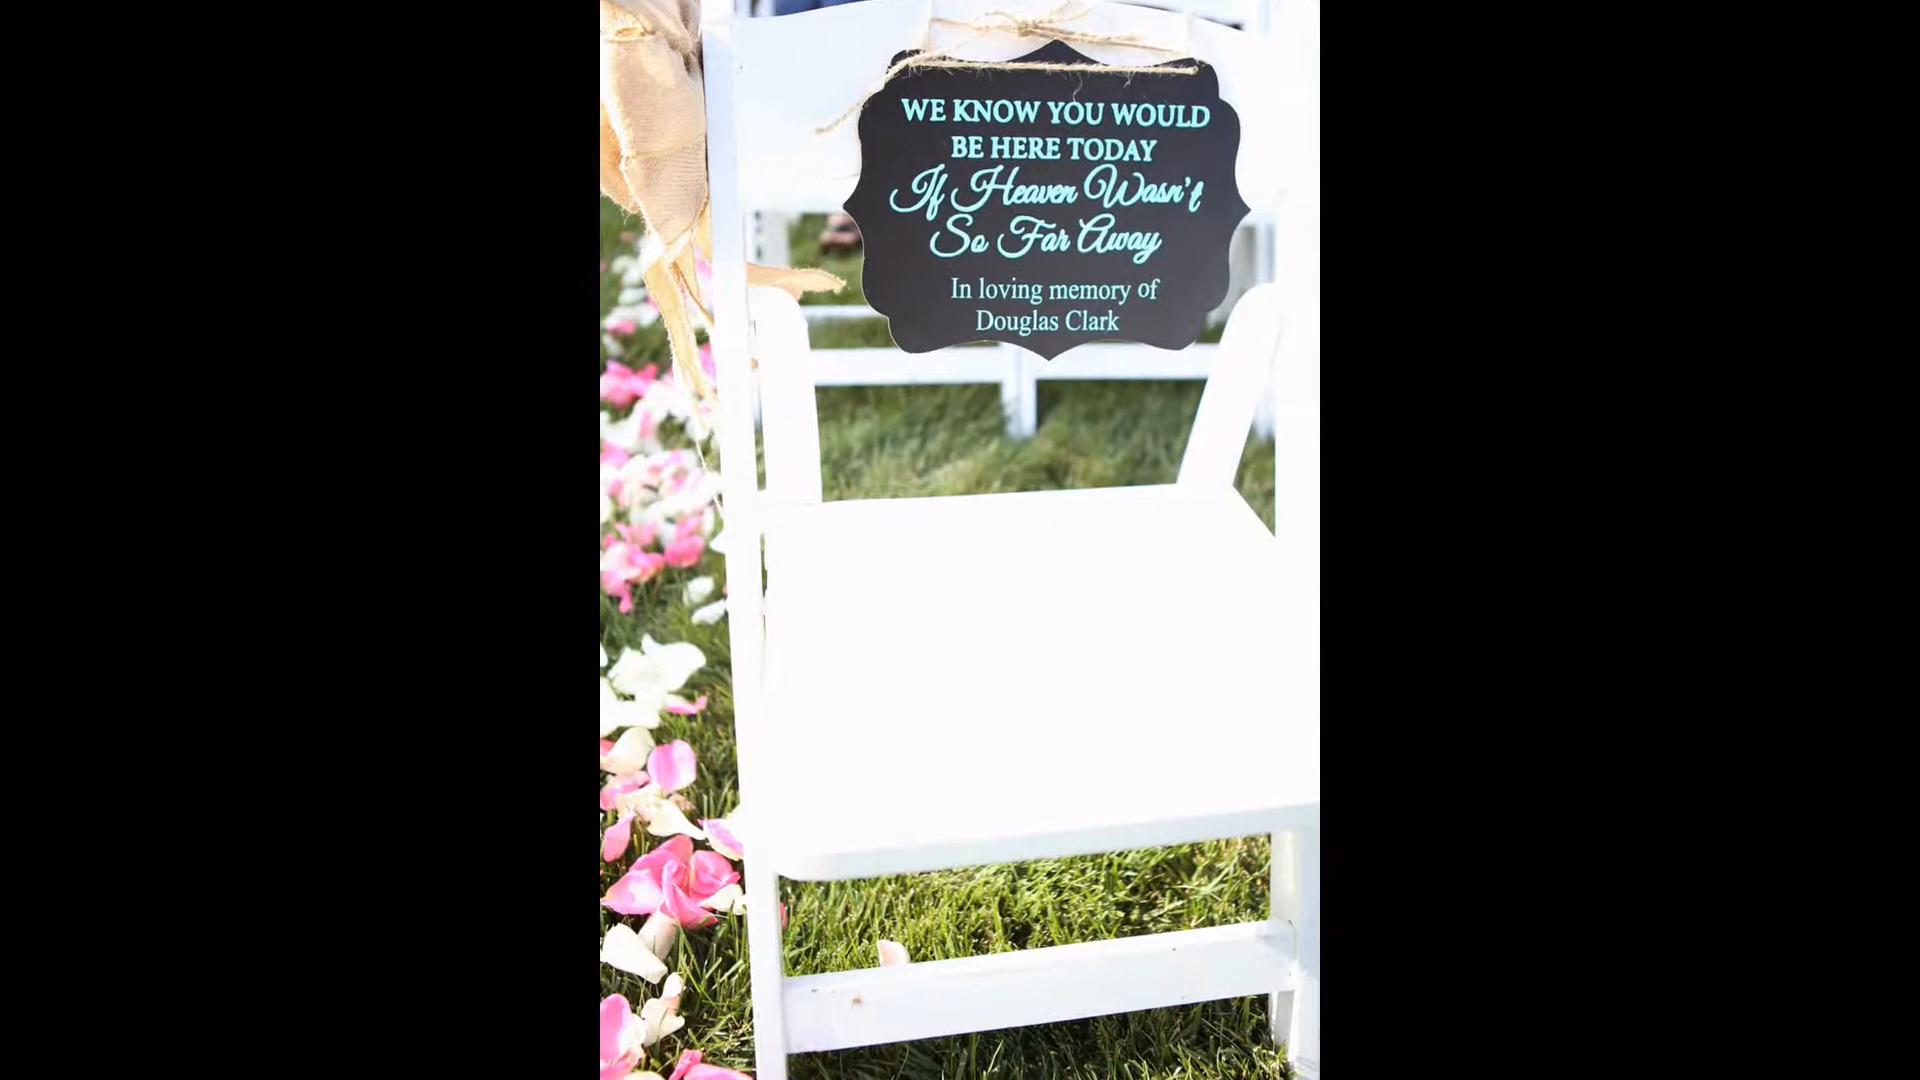 WE KNOW YOU WOULD
BE HERE TODAY
If Heaven Wasn't
So Far Away
In loving memory of
Douglas Clark